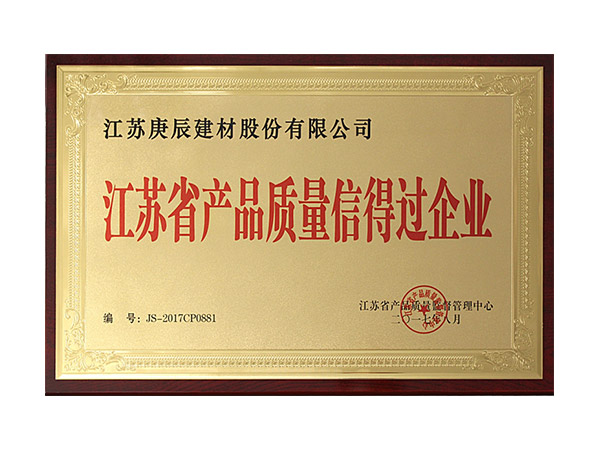 江苏庚辰建材股份有限公司
江苏省产品质量信得过企业
江苏省产品质量监督管理中心
编 号: JS-2017CP0881
二〇一七年八月